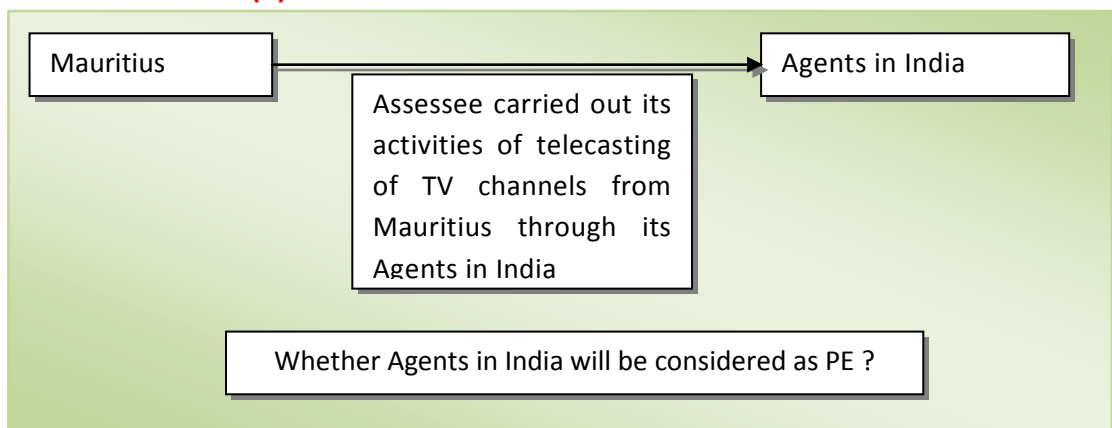 Mauritius
Agents in India
Assessee carried out its
activities of telecasting
of TV channels from
Mauritius through its
Agents in India
Whether Agents in India will be considered as PE ?